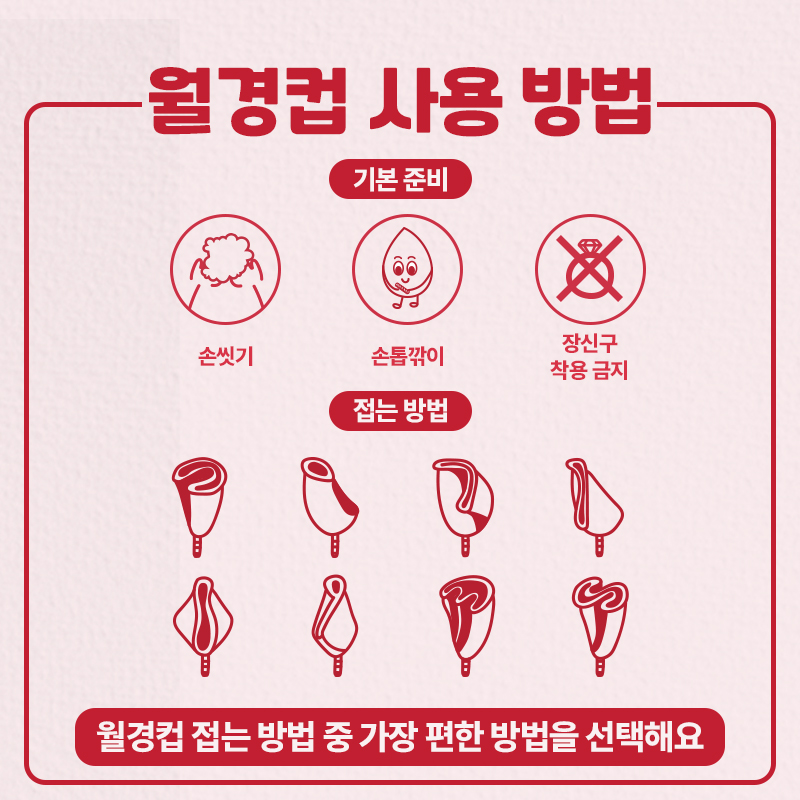 월경컵 사용 방법
기본 준비
손씻기
손톱깎이
장신구
착용 금지
접는 방법
월경컵 접는 방법 중 가장 편한 방법을 선택해요